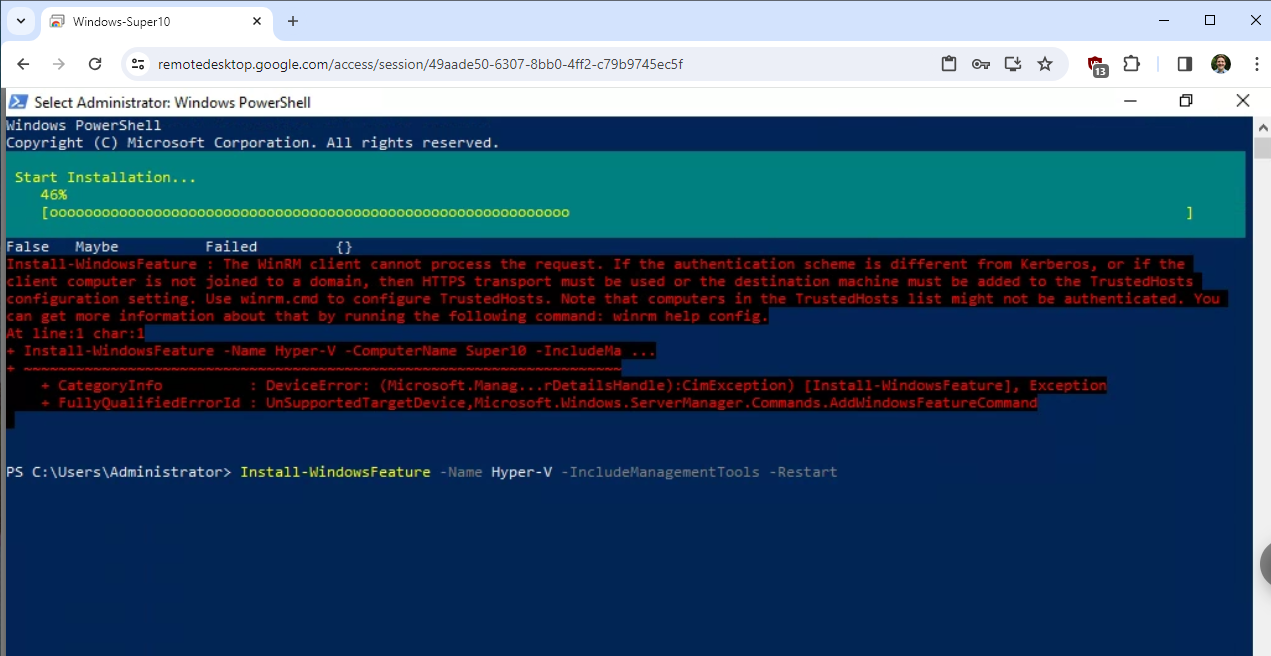 Windows-Super10
remotedesktop.google.com/access/session/49aade50-6307-8bb0-4ff2-c79b9745ec5f
13
Select Administrator: Windows PowerShell
Windows PowerShell
Copyright (C) Microsoft Corporation. All rights reserved.
Start Installation...
46%
[oooooooooooooooooooooooooooooooooooooooooooooooooooooooooooo ]
False Maybe Failed {}
Install-WindowsFeature : The WinRM client cannot process the request. If the authentication scheme is different from Kerberos, or if the
client computer is not joined to a domain, then HTTPS transport must be used or the destination machine must be added to the TrustedHosts
configuration setting. Use winrm.cmd to configure TrustedHosts. Note that computers in the TrustedHosts list might not be authenticated. You
can get more information about that by running the following command: winrm help config.
At line:1 char:1
+ Install-WindowsFeature -Name Hyper-V -ComputerName Super10 -IncludeMa ...
+ ~~~~~~~~~~~~~~~~~~~~~~~~~~~~~~~~~~~~~~~~~~~~~~~~~~~~~~~~~~~~~~~~~~~~~
+ CategoryInfo : DeviceError: (Microsoft.Manag...rDetailsHandle):CimException) [Install-WindowsFeature], Exception
+ FullyQualifiedErrorId : UnSupportedTargetDevice,Microsoft.Windows.ServerManager.Commands.AddWindowsFeatureCommand
PS C:\Users\Administrator> Install-WindowsFeature -Name Hyper-V -IncludeManagementTools -Restart